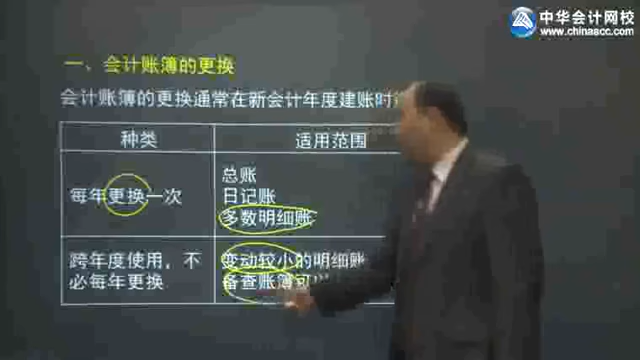 中华会计网校
www.chinaacc.com
一、会计账簿的更换
会计账簿的更换通常在新会计年度建账时
种类
适用范围
每年更换一次
总账
日记账
多数明细账
跨年度使用，不
必每年更换
变动较小的明细账
备查账簿可